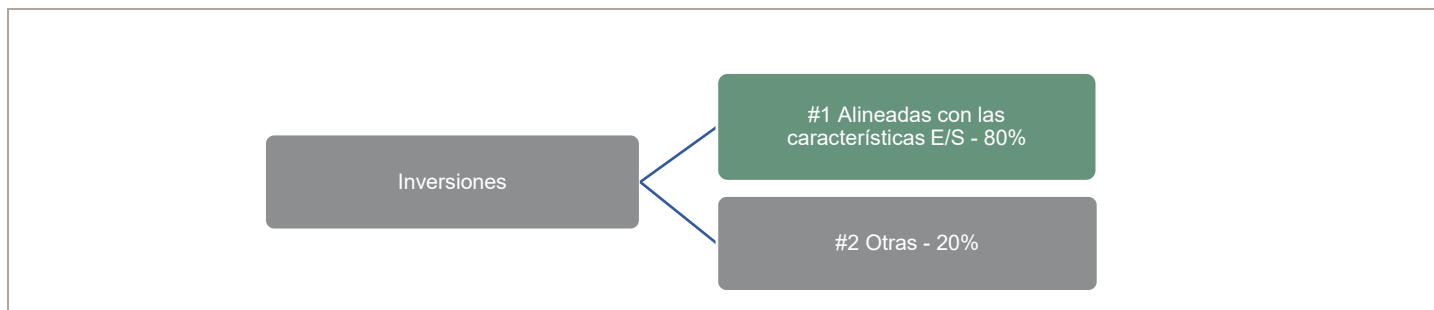 #1 Alineadas con las
características E/S - 80%
Inversiones
#2 Otras - 20%